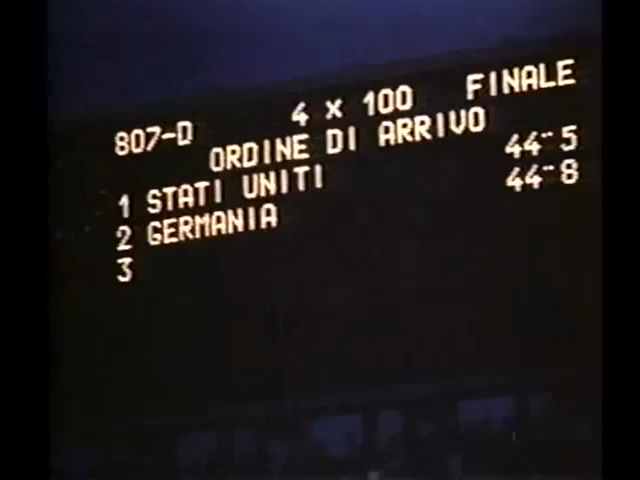 807-D 4 x 100 FINALE
ORDINE DI ARRIVO
1 STATI UNITI 44"5
2 GERMANIA 44"8
3